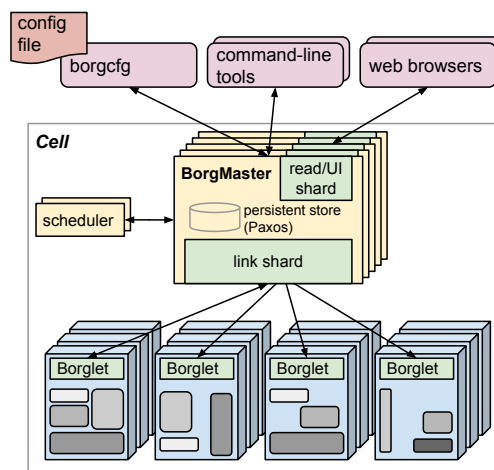 config
file
borgcfg
command-line
tools
web browsers
Cell
BorgMaster
read/UI
shard
persistent store
(Paxos)
scheduler
link shard
Borglet
Borglet
Borglet
Borglet